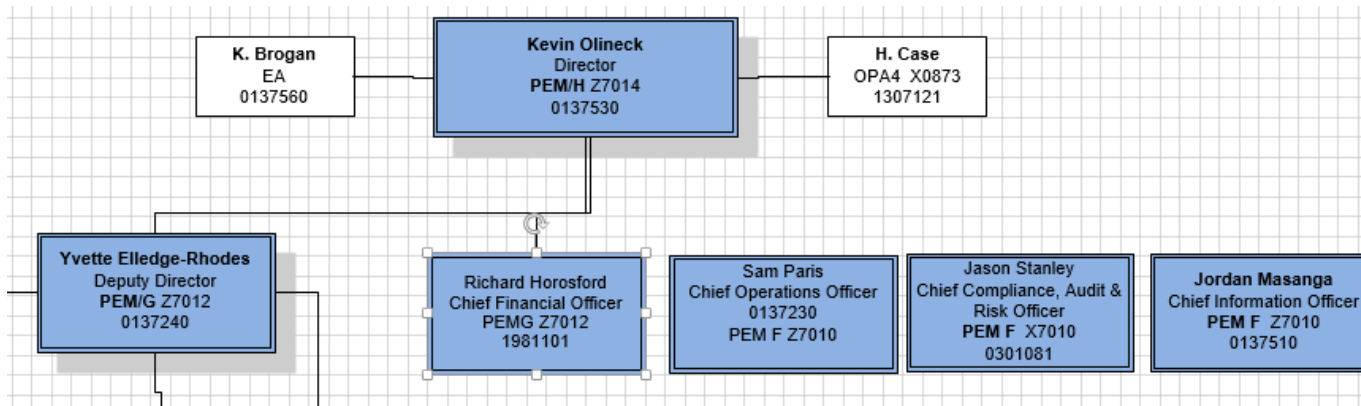 K. Brogan
EA
0137560
Kevin Olineck
Director
PEM/H Z7014
0137530
H. Case
OPA4 X0873
1307121
Yvette Elledge-Rhodes
Deputy Director
PEM/G Z7012
0137240
Richard Horosford
Chief Financial Officer
PEMG Z7012
1981101
Sam Paris
Chief Operations Officer
0137230
PEM F Z7010
Jason Stanley
Chief Compliance, Audit &
Risk Officer
PEM F X7010
0301081
Jordan Masanga
Chief Information Officer
PEM F Z7010
0137510